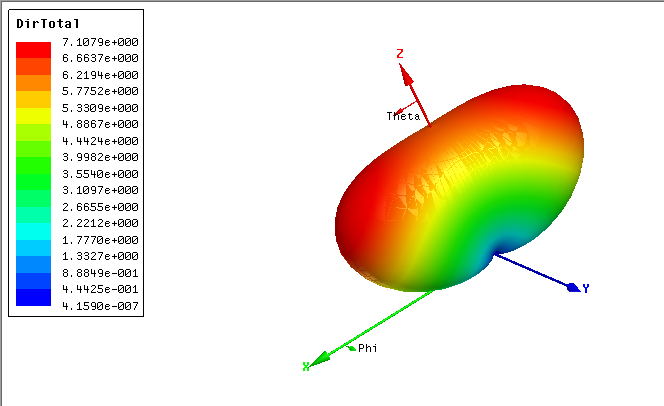 DirTotal
7.1079e+000
6.6637e+000
6.2194e+000
5.7752e+000
5.3309e+000
4.8867e+000
4.4424e+000
3.9982e+000
3.5540e+000
3.1097e+000
2.6655e+000
2.2212e+000
1.7770e+000
1.3327e+000
8.8849e-001
4.4425e-001
4.1590e-007
Z
Theta
Y
Phi
X